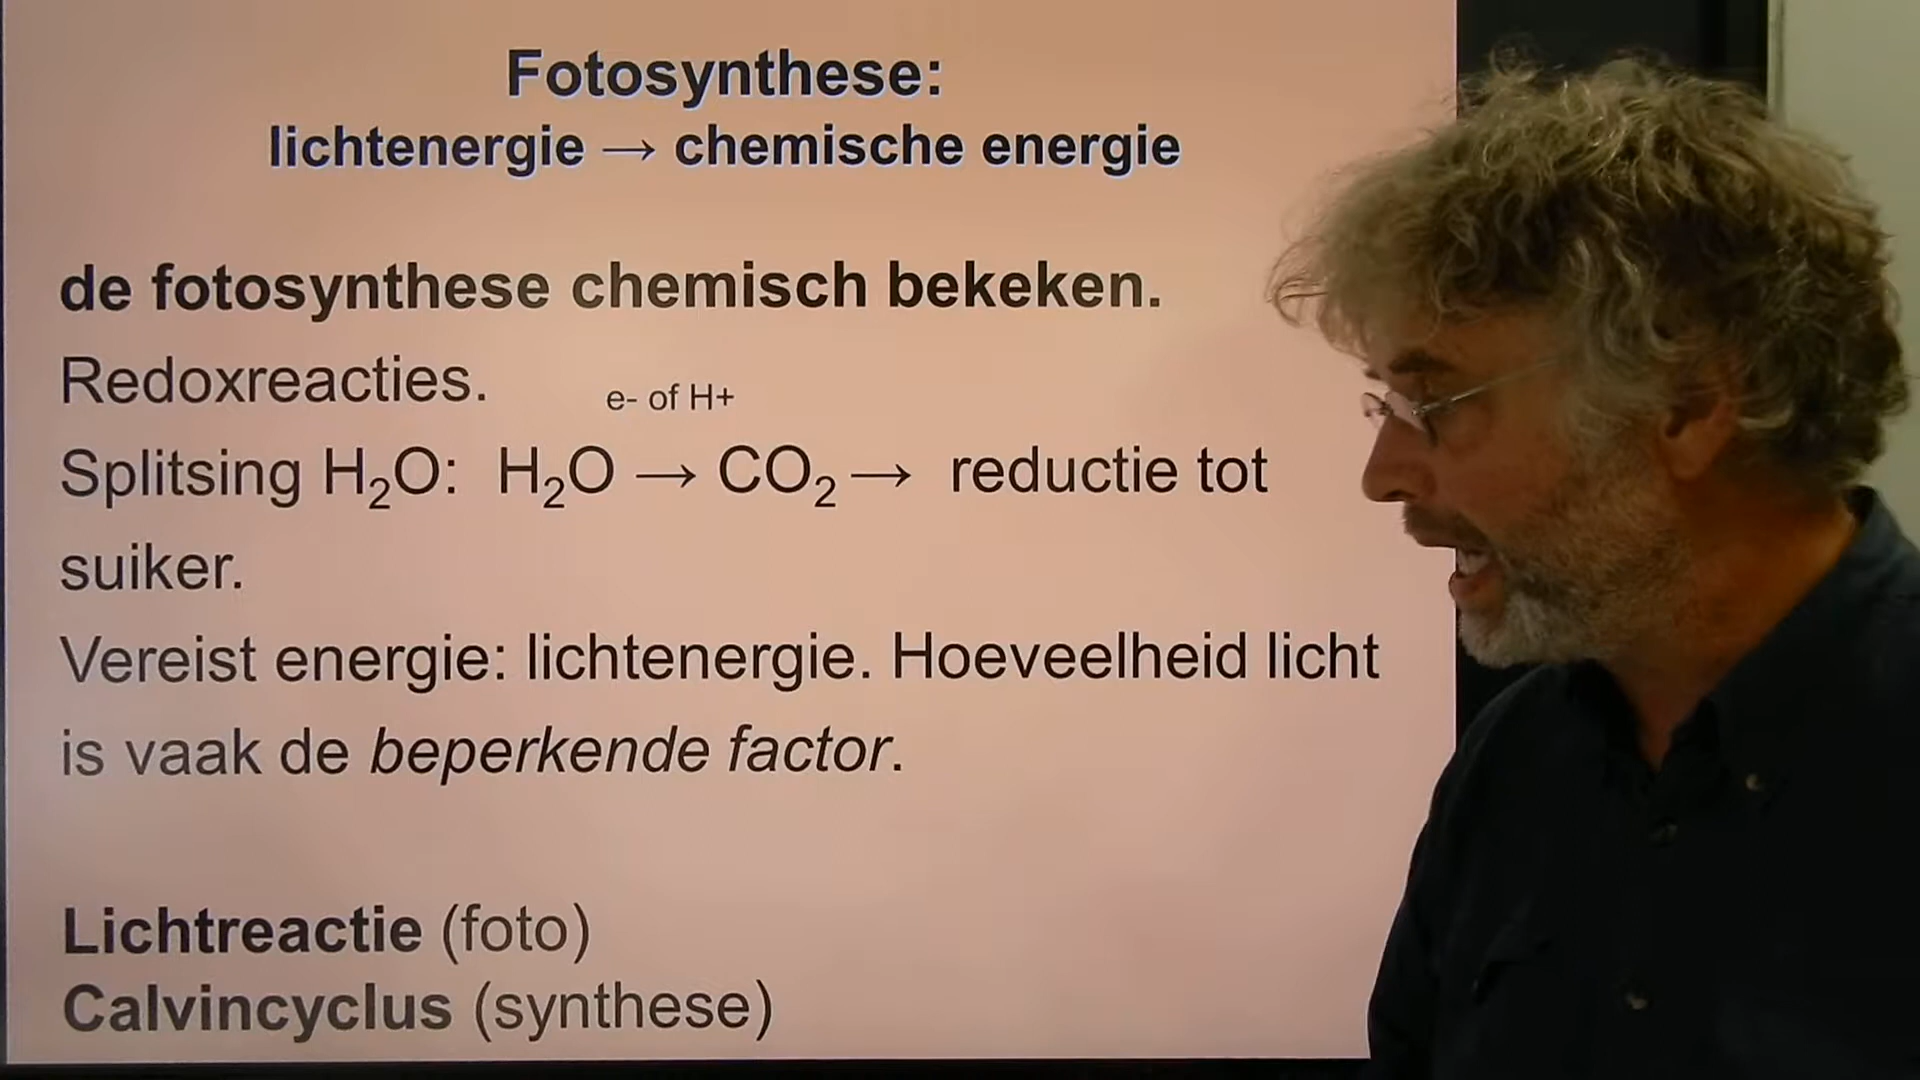 Fotosynthese:
lichtenergie → chemische energie
de fotosynthese chemisch bekeken.
Redoxreacties.
e- of H+
Splitsing H₂O: H₂O → CO₂ → reductie tot
suiker.
Vereist energie: lichtenergie. Hoeveelheid licht
is vaak de beperkende factor.
Lichtreactie (foto)
Calvincyclus (synthese)